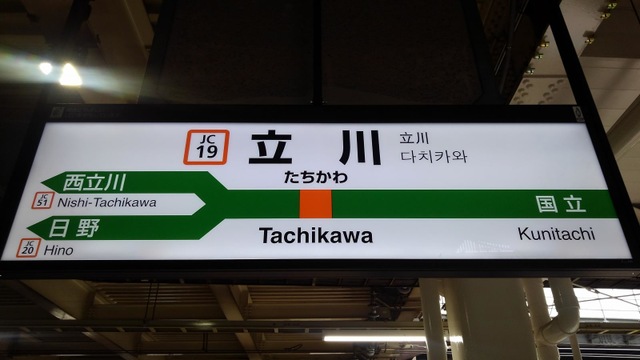 JC
19
立川
立川
다치카와
たちかわ
Tachikawa
西立川
JC
51
Nishi-Tachikawa
日野
JC
20
Hino
国立
Kunitachi